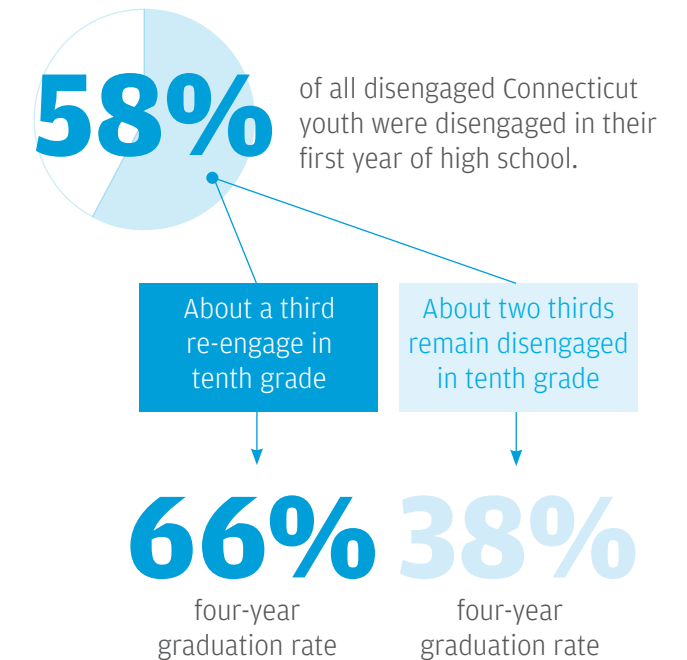 58%
of all disengaged Connecticut
youth were disengaged in their
first year of high school.
About a third
re-engage in
tenth grade
About two thirds
remain disengaged
in tenth grade
66%
four-year
graduation rate
38%
four-year
graduation rate